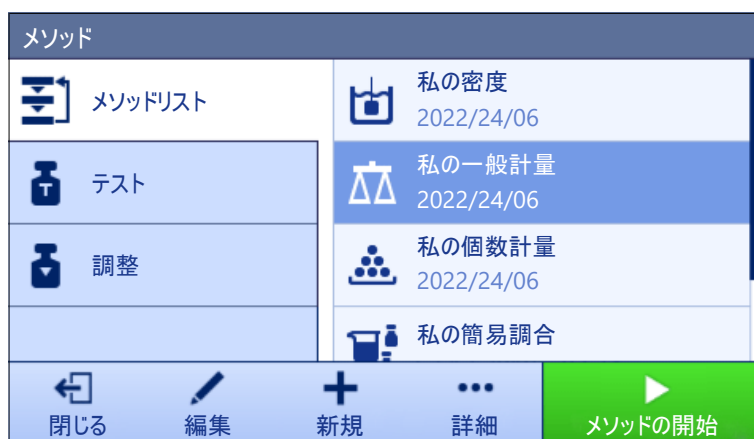 メソッド
メソッドリスト
テスト
調整
私の密度
2022/24/06
私の一般計量
2022/24/06
私の個数計量
2022/24/06
私の簡易調合
閉じる
編集
新規
詳細
メソッドの開始